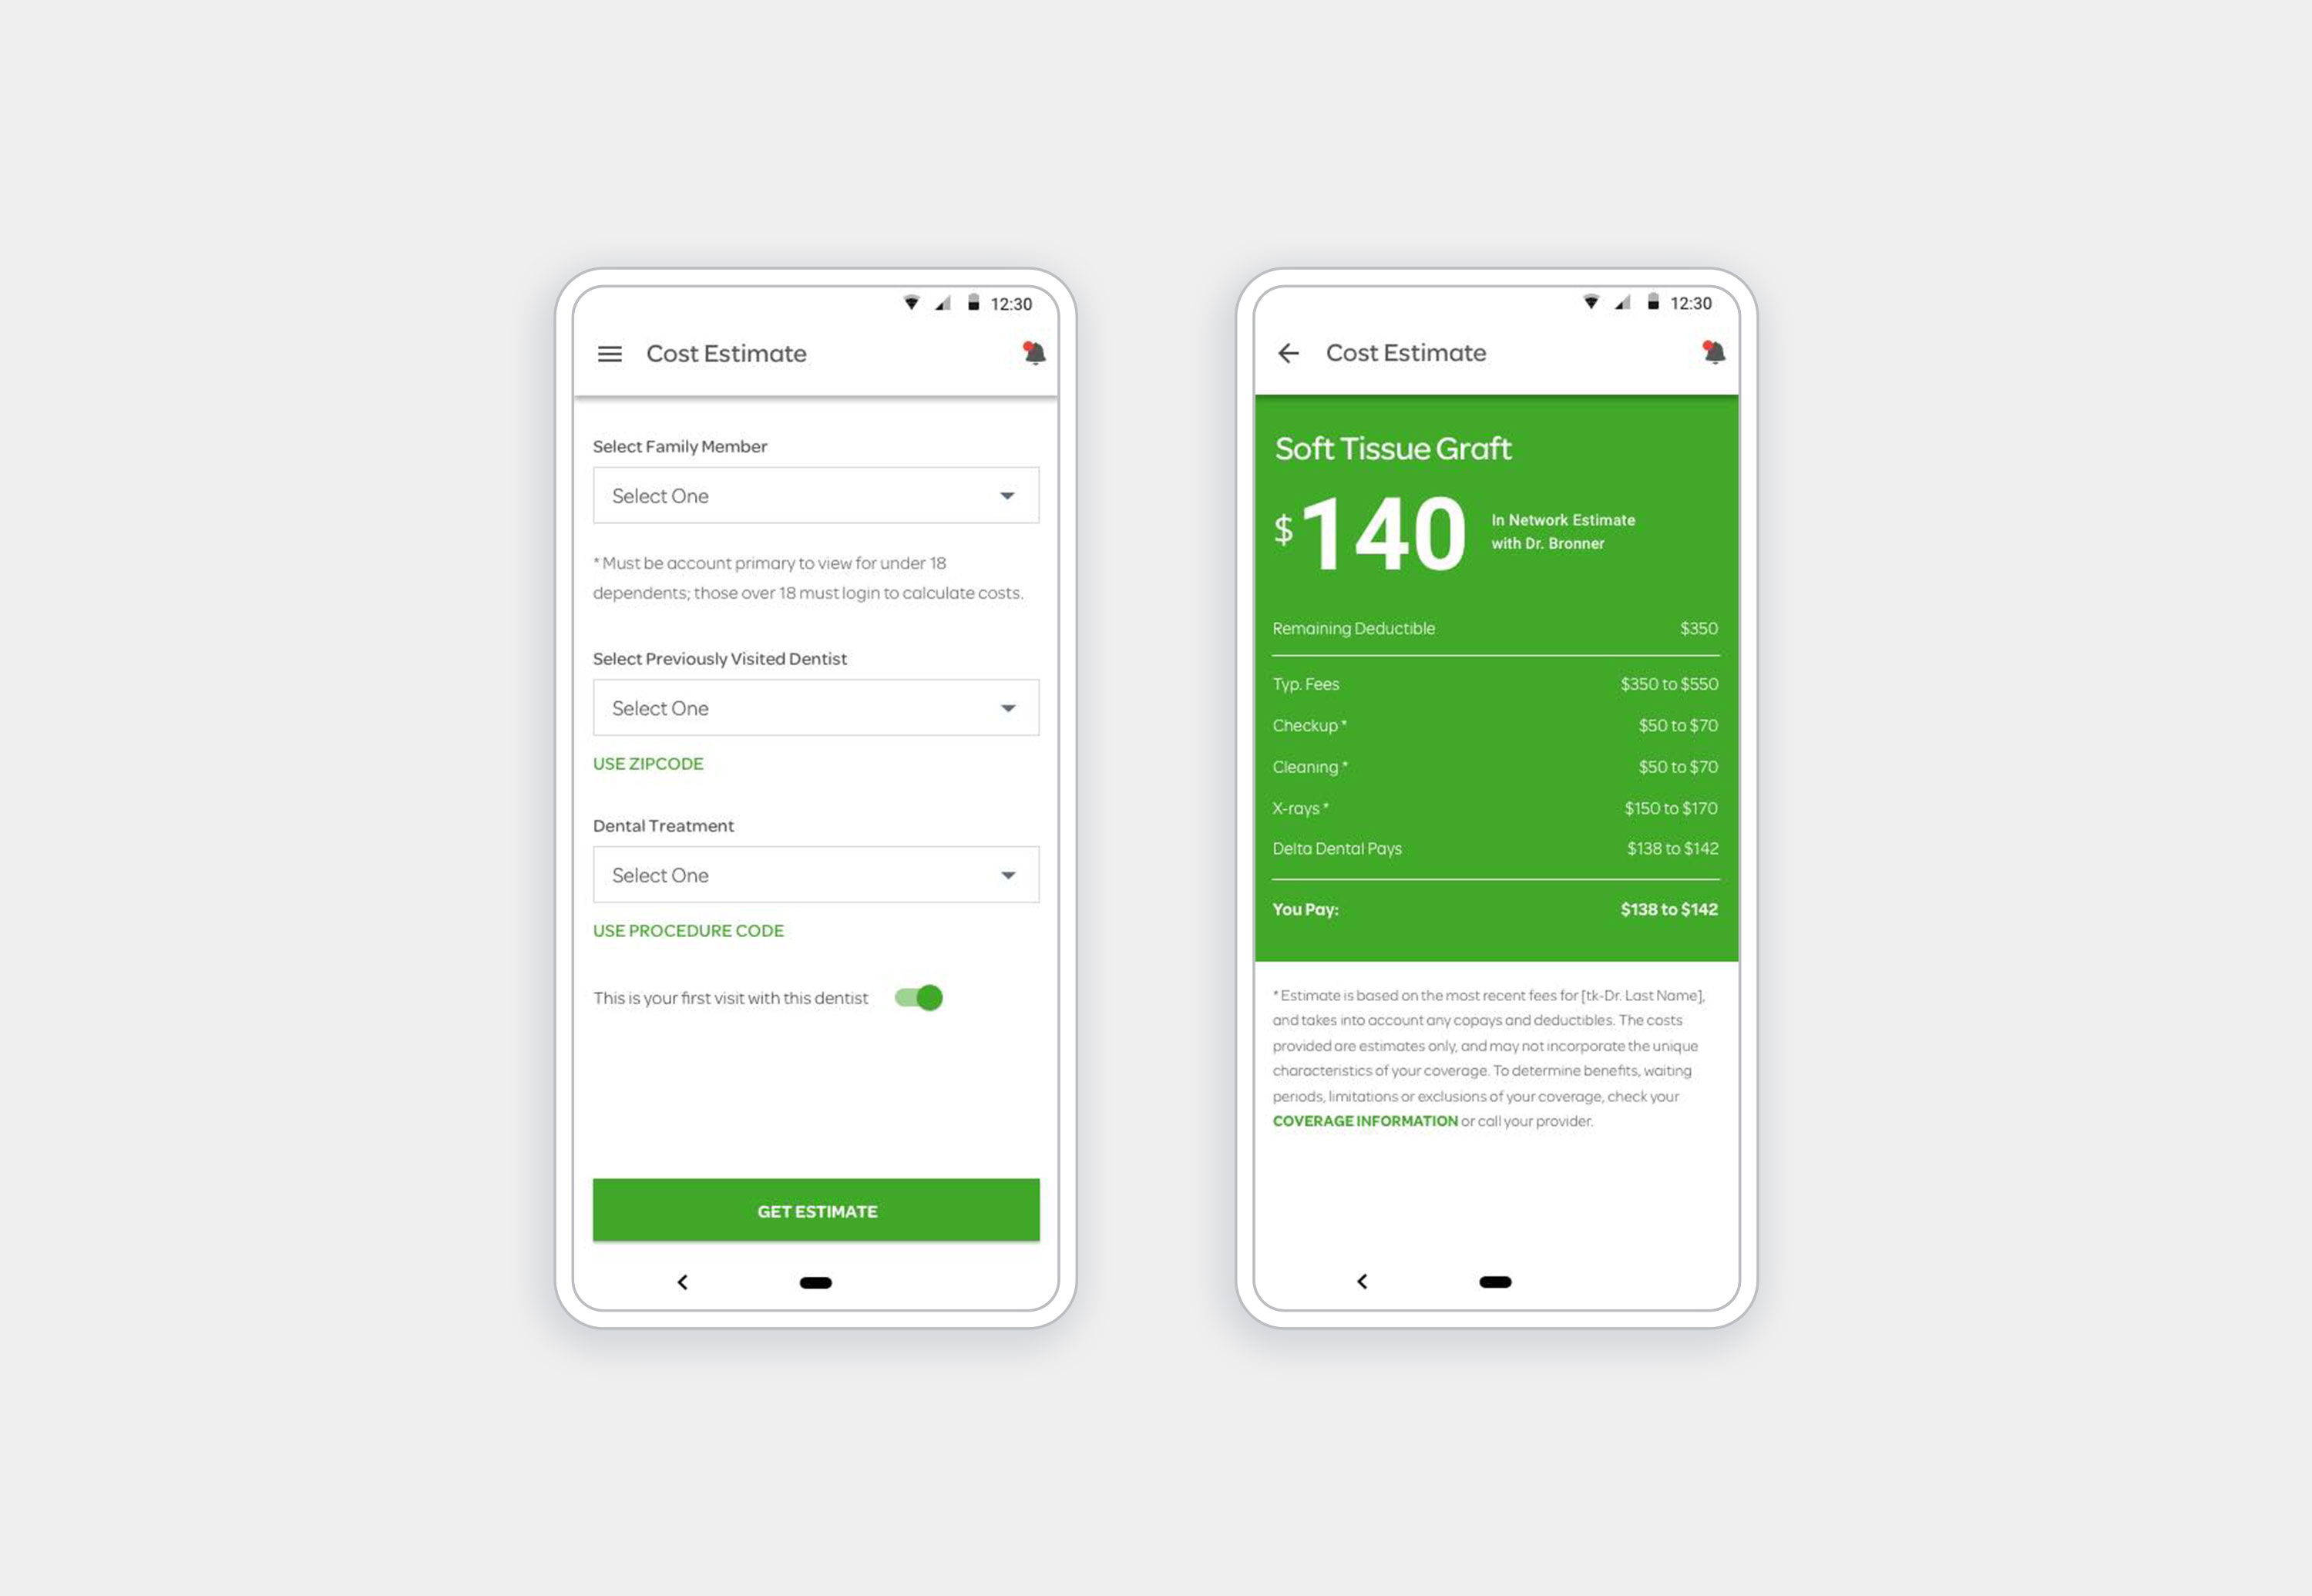 12:30
Cost Estimate
Select Family Member
Select One
* Must be account primary to view for under 18
dependents; those over 18 must login to calculate costs.
Select Previously Visited Dentist
Select One
USE ZIPCODE
Dental Treatment
Select One
USE PROCEDURE CODE
This is your first visit with this dentist
GET ESTIMATE
12:30
Cost Estimate
Soft Tissue Graft
$140
In Network Estimate
with Dr. Bronner
Remaining Deductible $350
Typ. Fees $350 to $550
Checkup * $50 to $70
Cleaning * $50 to $70
X-rays * $150 to $170
Delta Dental Pays $138 to $142
You Pay: $138 to $142
* Estimate is based on the most recent fees for [tk-Dr. Last Name],
and takes into account any copays and deductibles. The costs
provided are estimates only, and may not incorporate the unique
characteristics of your coverage. To determine benefits, waiting
periods, limitations or exclusions of your coverage, check your
COVERAGE INFORMATION or call your provider.